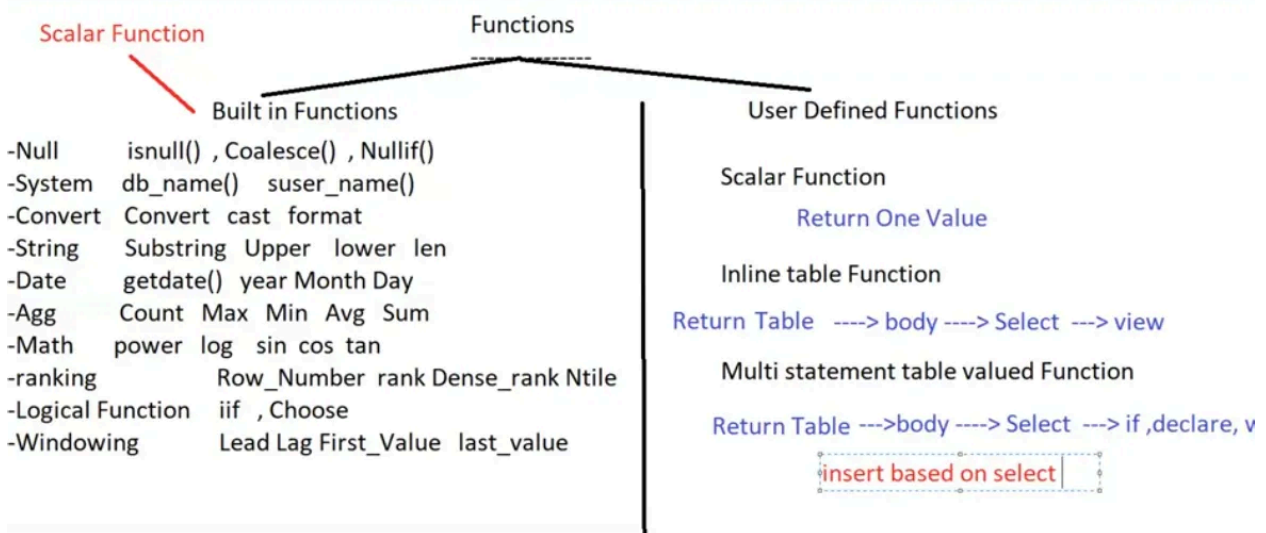 Functions
Scalar Function
Built in Functions
-Null isnull() , Coalesce() , Nullif()
-System db_name() suser_name()
-Convert Convert cast format
-String Substring Upper lower len
-Date getdate() year Month Day
-Agg Count Max Min Avg Sum
-Math power log sin cos tan
-ranking Row_Number rank Dense_rank Ntile
-Logical Function iif , Choose
-Windowing Lead Lag First_Value last_value
User Defined Functions
Scalar Function
Return One Value
Inline table Function
Return Table ----> body ----> Select ---> view
Multi statement table valued Function
Return Table --->body ----> Select ---> if ,declare,
insert based on select